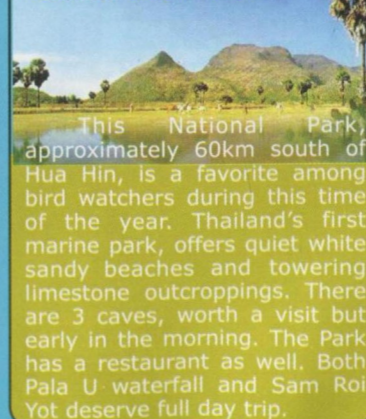 This National Park,
approximately 60km south of
Hua Hin, is a favorite among
bird watchers during this time
of the year. Thailand's first
marine park, offers quiet white
sandy beaches and towering
limestone outcroppings. There
are 3 caves, worth a visit but
early in the morning. The Park
has a restaurant as well. Both
Pala U waterfall and Sam Roi
Yot deserve full day trip.